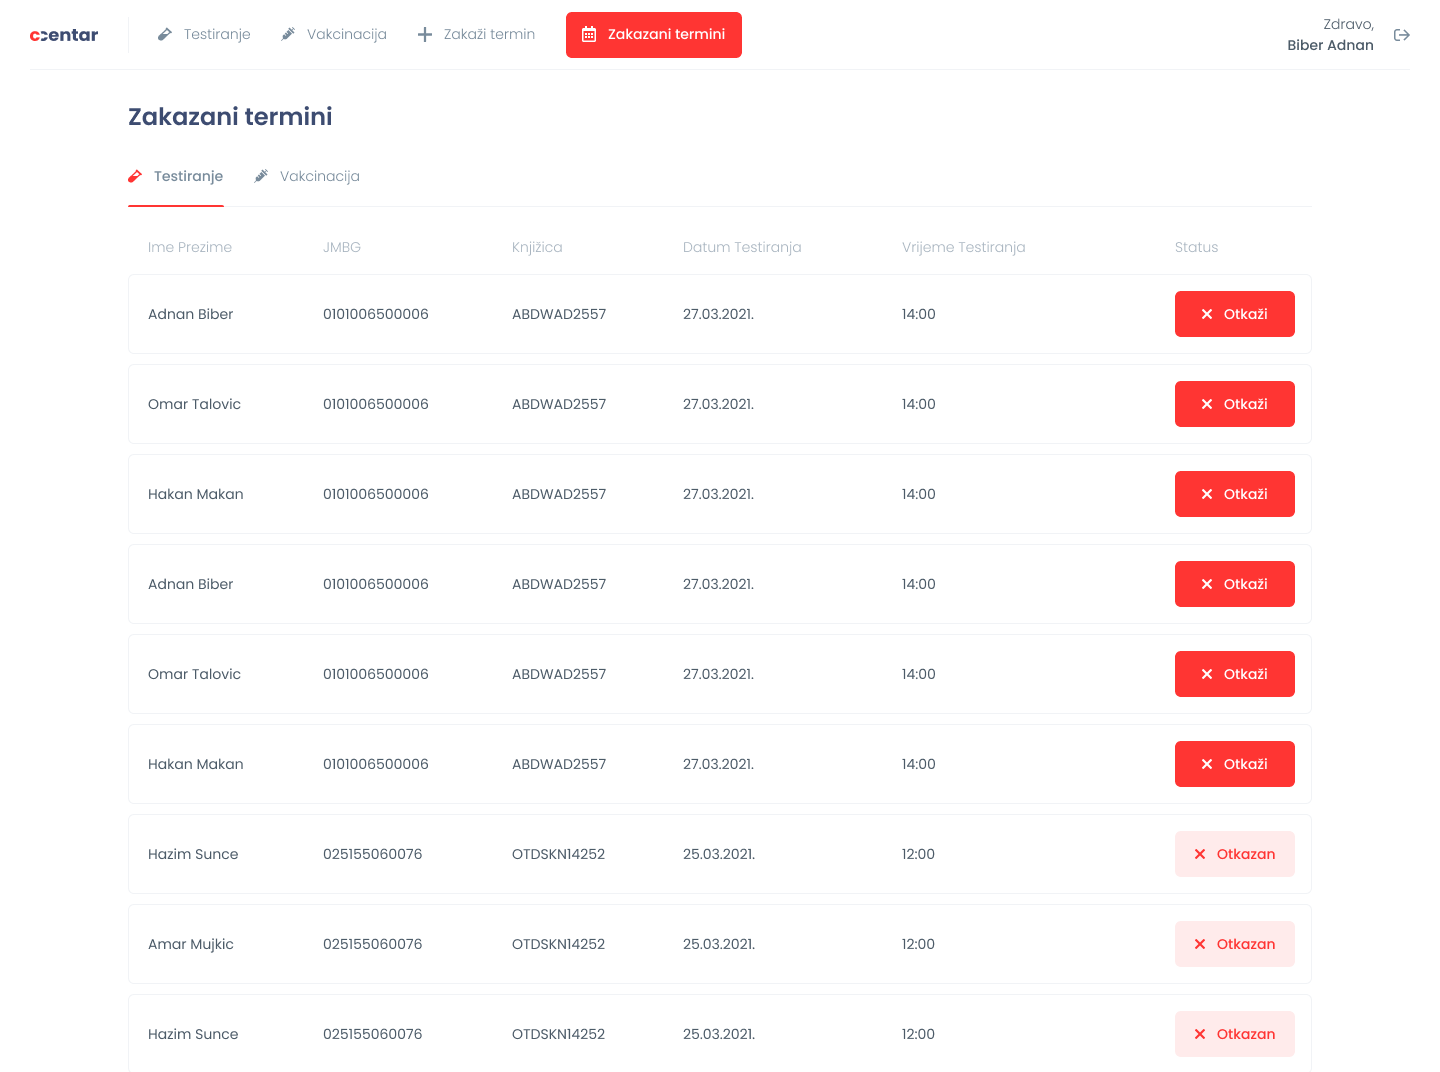 ccentar
Testiranje
Vakcinacija
Zakaži termin
Zakazani termini
Zdravo,
Biber Adnan
Zakazani termini
Testiranje
Vakcinacija
Ime Prezime JMBG Knjižica Datum Testiranja Vrijeme Testiranja Status
Adnan Biber 0101006500006 ABDWAD2557 27.03.2021. 14:00 Otkaži
Omar Talovic 0101006500006 ABDWAD2557 27.03.2021. 14:00 Otkaži
Hakan Makan 0101006500006 ABDWAD2557 27.03.2021. 14:00 Otkaži
Adnan Biber 0101006500006 ABDWAD2557 27.03.2021. 14:00 Otkaži
Omar Talovic 0101006500006 ABDWAD2557 27.03.2021. 14:00 Otkaži
Hakan Makan 0101006500006 ABDWAD2557 27.03.2021. 14:00 Otkaži
Hazim Sunce 025155060076 OTDSKN14252 25.03.2021. 12:00 Otkazan
Amar Mujkic 025155060076 OTDSKN14252 25.03.2021. 12:00 Otkazan
Hazim Sunce 025155060076 OTDSKN14252 25.03.2021. 12:00 Otkazan